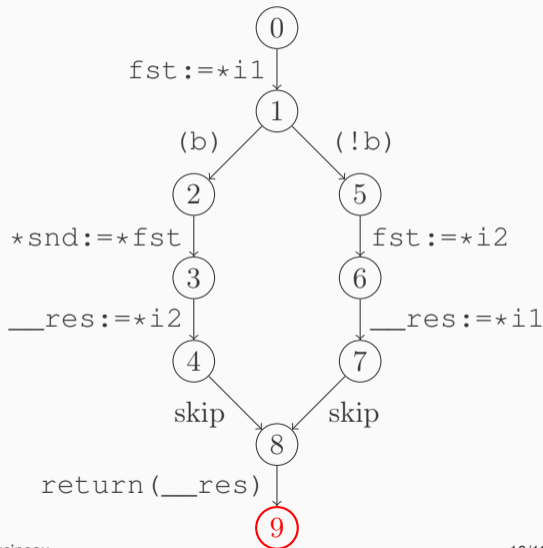 0
fst:=*i1
1
(b) (!b)
2 5
*snd:=*fst fst:=*i2
3 6
__res:=*i2 __res:=*i1
4 7
skip skip
8
return(__res)
9